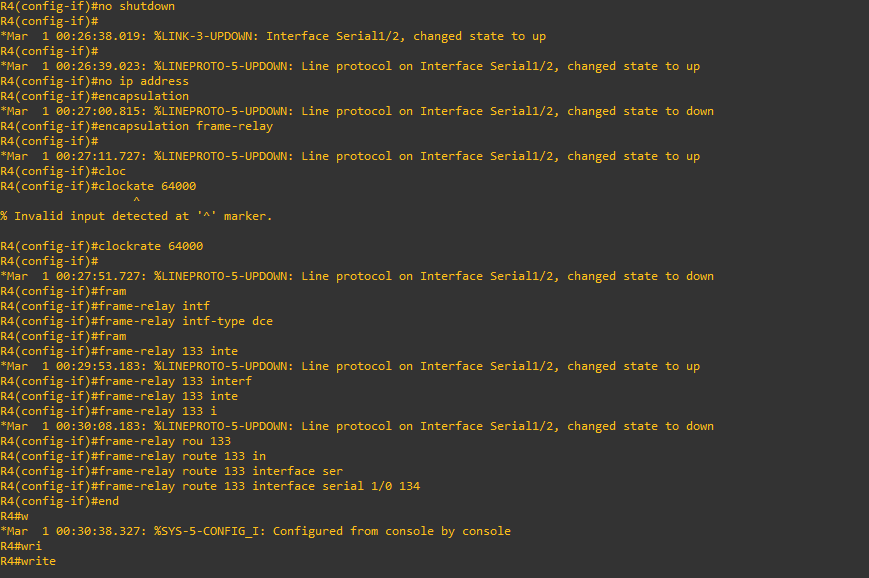 R4(config-if)#no shutdown
R4(config-if)#
*Mar  1 00:26:38.019: %LINK-3-UPDOWN: Interface Serial1/2, changed state to up
R4(config-if)#
*Mar  1 00:26:39.023: %LINEPROTO-5-UPDOWN: Line protocol on Interface Serial1/2, changed state to up
R4(config-if)#no ip address
R4(config-if)#encapsulation
*Mar  1 00:27:00.815: %LINEPROTO-5-UPDOWN: Line protocol on Interface Serial1/2, changed state to down
R4(config-if)#encapsulation frame-relay
R4(config-if)#
*Mar  1 00:27:11.727: %LINEPROTO-5-UPDOWN: Line protocol on Interface Serial1/2, changed state to up
R4(config-if)#cloc
R4(config-if)#clockate 64000
                   ^
% Invalid input detected at '^' marker.

R4(config-if)#clockrate 64000
R4(config-if)#
*Mar  1 00:27:51.727: %LINEPROTO-5-UPDOWN: Line protocol on Interface Serial1/2, changed state to down
R4(config-if)#fram
R4(config-if)#frame-relay intf
R4(config-if)#frame-relay intf-type dce
R4(config-if)#fram
R4(config-if)#frame-relay 133 inte
*Mar  1 00:29:53.183: %LINEPROTO-5-UPDOWN: Line protocol on Interface Serial1/2, changed state to up
R4(config-if)#frame-relay 133 interf
R4(config-if)#frame-relay 133 inte
R4(config-if)#frame-relay 133 i
*Mar  1 00:30:08.183: %LINEPROTO-5-UPDOWN: Line protocol on Interface Serial1/2, changed state to down
R4(config-if)#frame-relay rou 133
R4(config-if)#frame-relay route 133 in
R4(config-if)#frame-relay route 133 interface ser
R4(config-if)#frame-relay route 133 interface serial 1/0 134
R4(config-if)#end
R4#w
*Mar  1 00:30:38.327: %SYS-5-CONFIG_I: Configured from console by console
R4#wri
R4#write